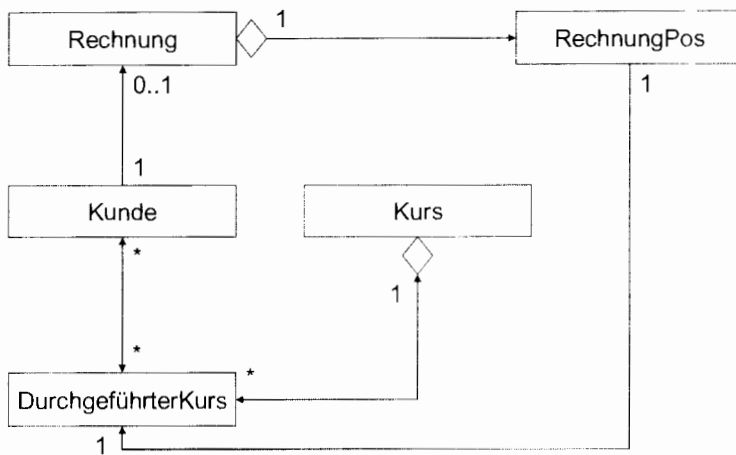 Rechnung
1
RechnungPos
0..1
1
1
Kunde
Kurs
*
1
*
*
DurchgeführterKurs
1